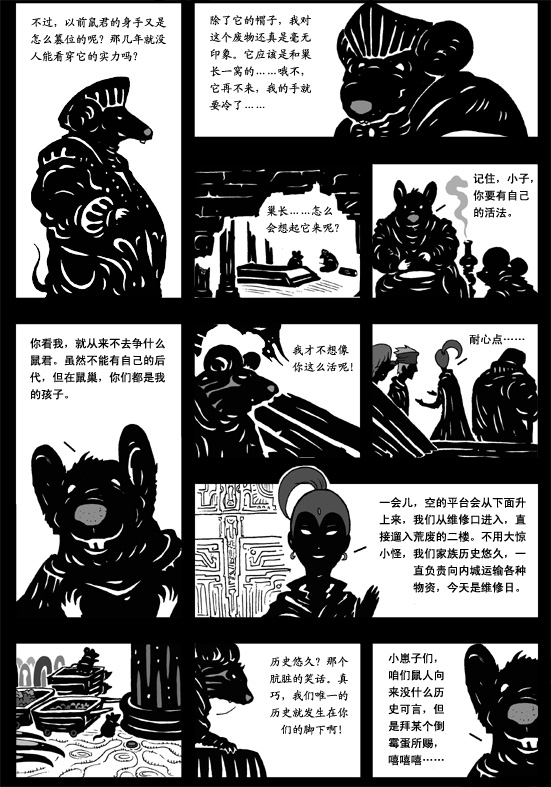 不过，以前鼠君的身手又是
怎么篡位的呢？那几年就没
人能看穿它的实力吗？
除了它的帽子，我对
这个废物还真是毫无
印象。它应该是和巢
长一窝的……哦不，
它再不来，我的手就
要冷了……
巢长……怎么
会想起它来呢？
记住，小子，
你要有自己
的活法。
你看我，就从来不去争什么
鼠君。虽然不能有自己的后
代，但在鼠巢，你们都是我
的孩子。
我才不想像
你这么活呢！
耐心点……
一会儿，空的平台会从下面升
上来，我们从维修口进入，直
接遛入荒废的二楼。不用大惊
小怪，我们家族历史悠久，一
直负责向内城运输各种
物资，今天是维修日。
历史悠久？那个
肮脏的笑话。真
巧，我们唯一的
历史就发生在你
们的脚下啊！
小崽子们，
咱们鼠人向
来没什么历
史可言，但
是拜某个倒
霉蛋所赐，
嘻嘻嘻……